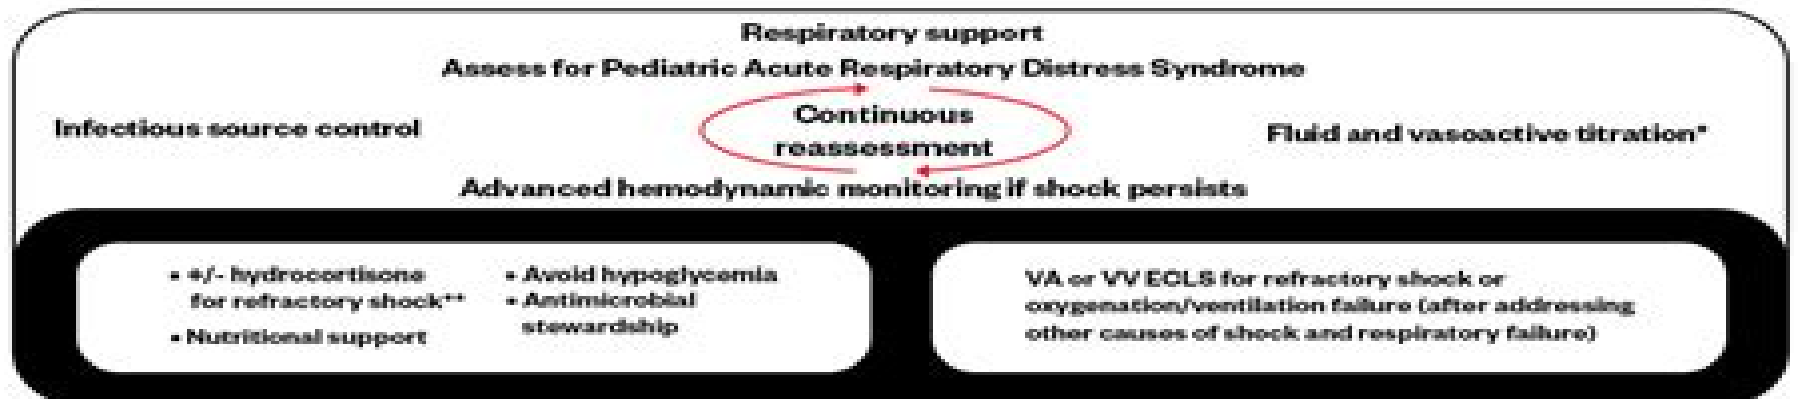 Respiratory support
Assess for Pediatric Acute Respiratory Distress Syndrome
Infectious source control
Continuous
reassessment
Fluid and vasoactive titration*
Advanced hemodynamic monitoring if shock persists
• +/- hydrocortisone
for refractory shock**
• Nutritional support
• Avoid hypoglycemia
• Antimicrobial
stewardship
VA or VV ECLS for refractory shock or
oxygenation/ventilation failure (after addressing
other causes of shock and respiratory failure)